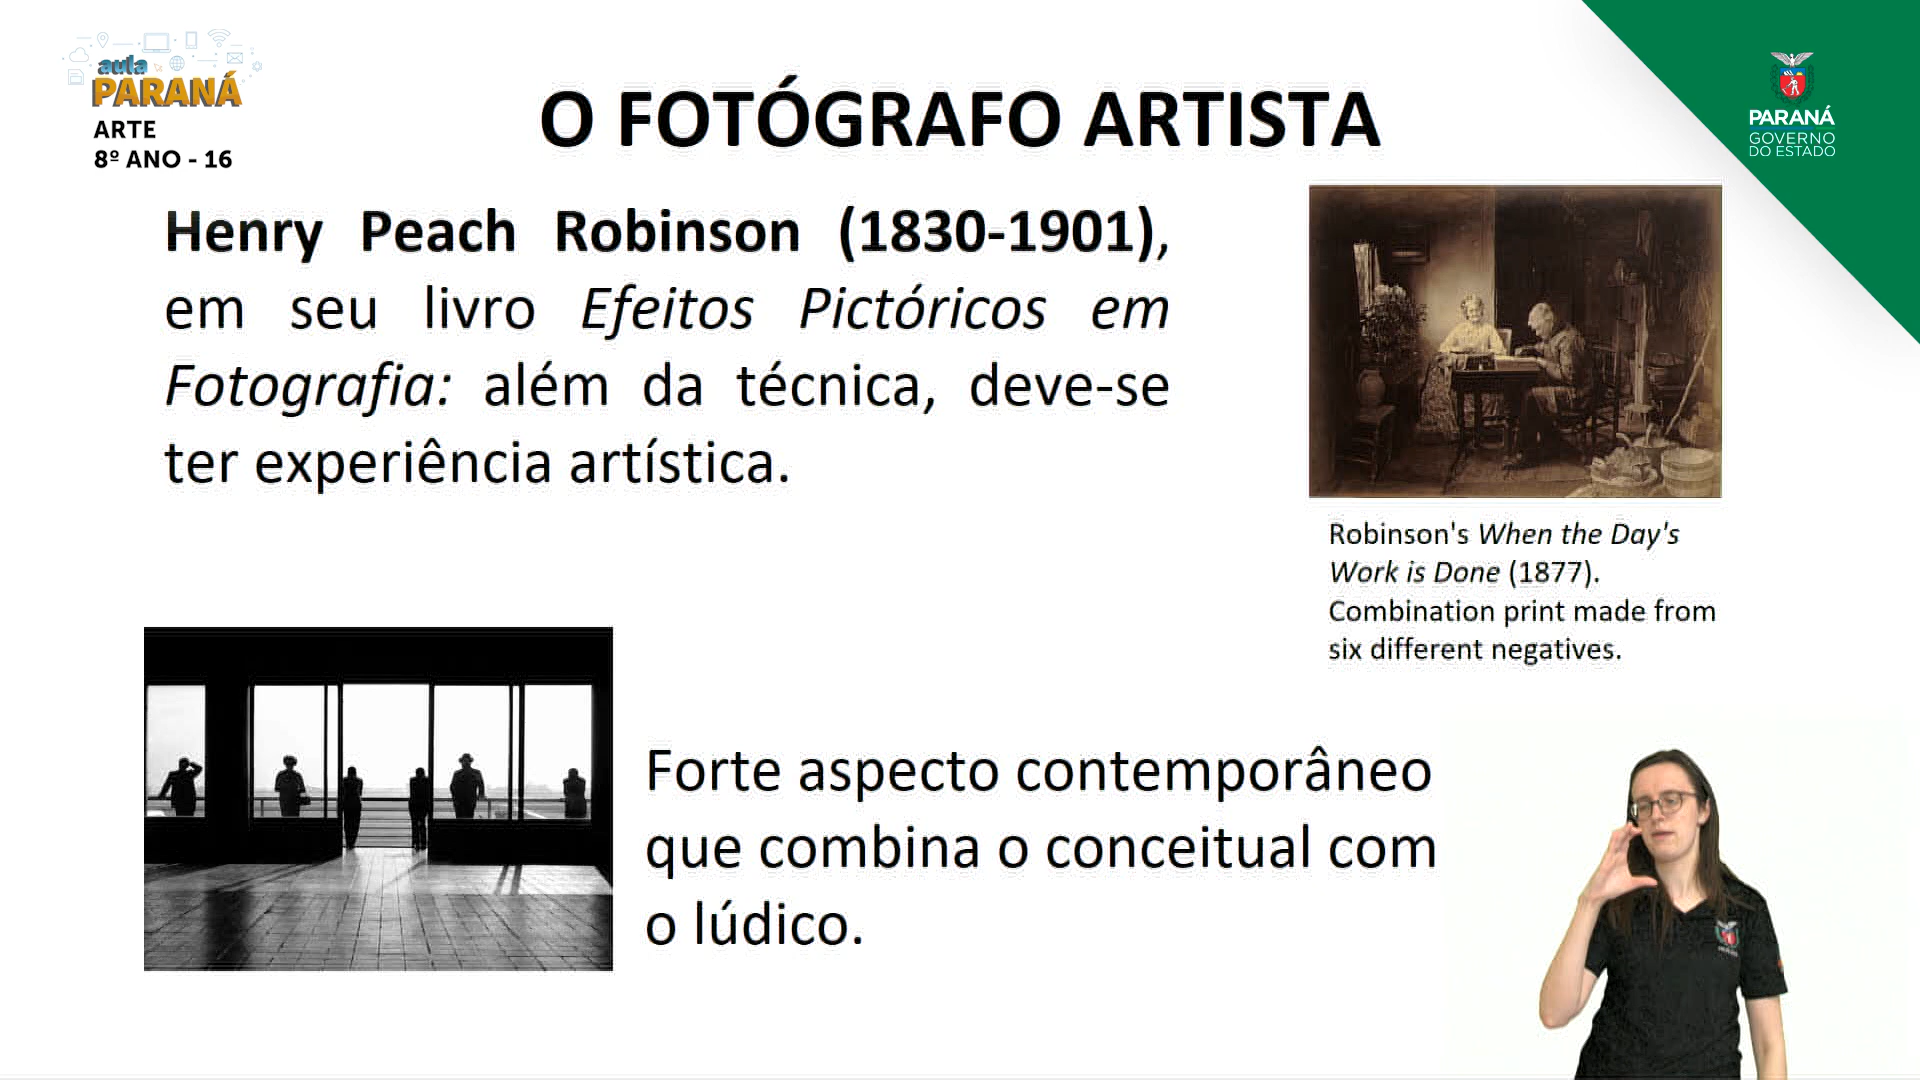 aula
PARANÁ
ARTE
8º ANO - 16
O FOTÓGRAFO ARTISTA
PARANÁ
GOVERNO
DO ESTADO
Henry Peach Robinson (1830-1901),
em seu livro Efeitos Pictóricos em
Fotografia: além da técnica, deve-se
ter experiência artística.
Robinson's When the Day's
Work is Done (1877).
Combination print made from
six different negatives.
Forte aspecto contemporâneo
que combina o conceitual com
o lúdico.